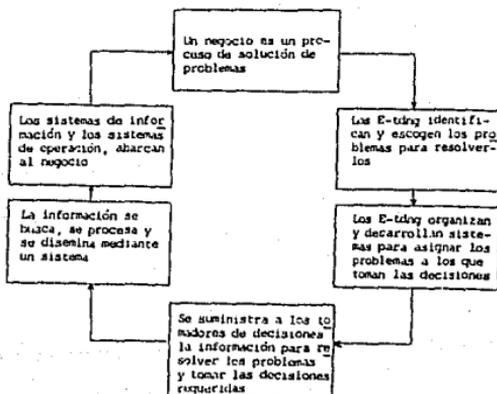 Un negocio es un pro-
ceso de solución de
problemas
Los E-tdng identifi-
can y escogen los pro
blemas para resolver-
los
Los E-tdng organizan
y desarrollan siste-
mas para asignar los
problemas a los que
toman las decisiones
Se suministra a los to
madores de decisiones
la información para re
solver los problemas
y tomar las decisiones
requeridas
La información se
busca, se procesa y
se disemina mediante
un sistema
Los sistemas de infor
mación y los sistemas
de operación, abarcan
al negocio